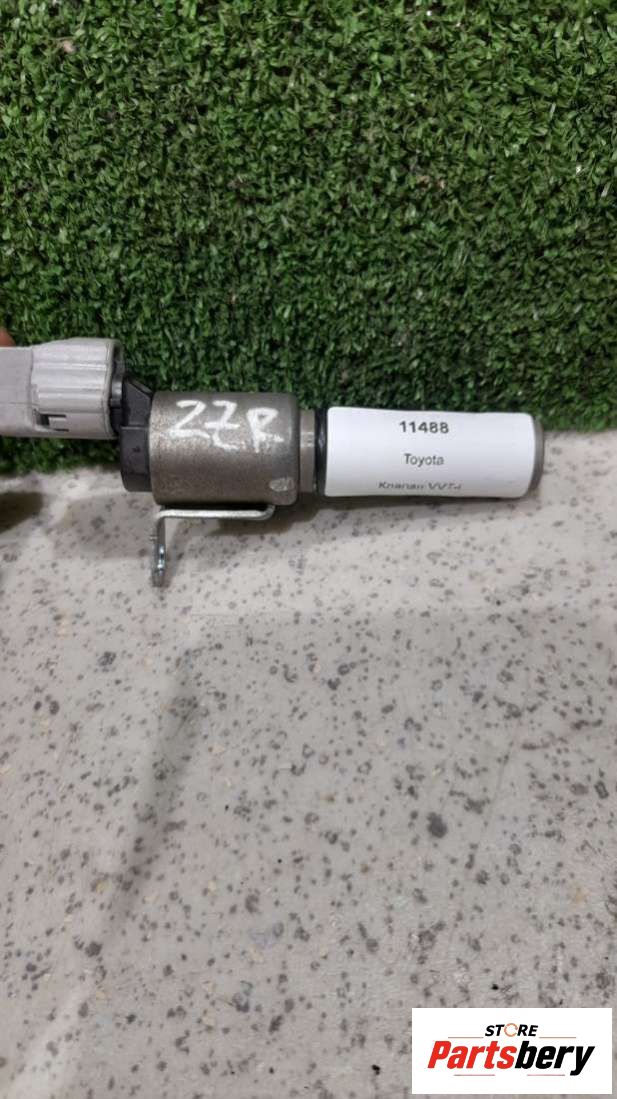 2ZR
11488
Toyota
Клапан VVT-i
STORE
Partsbery